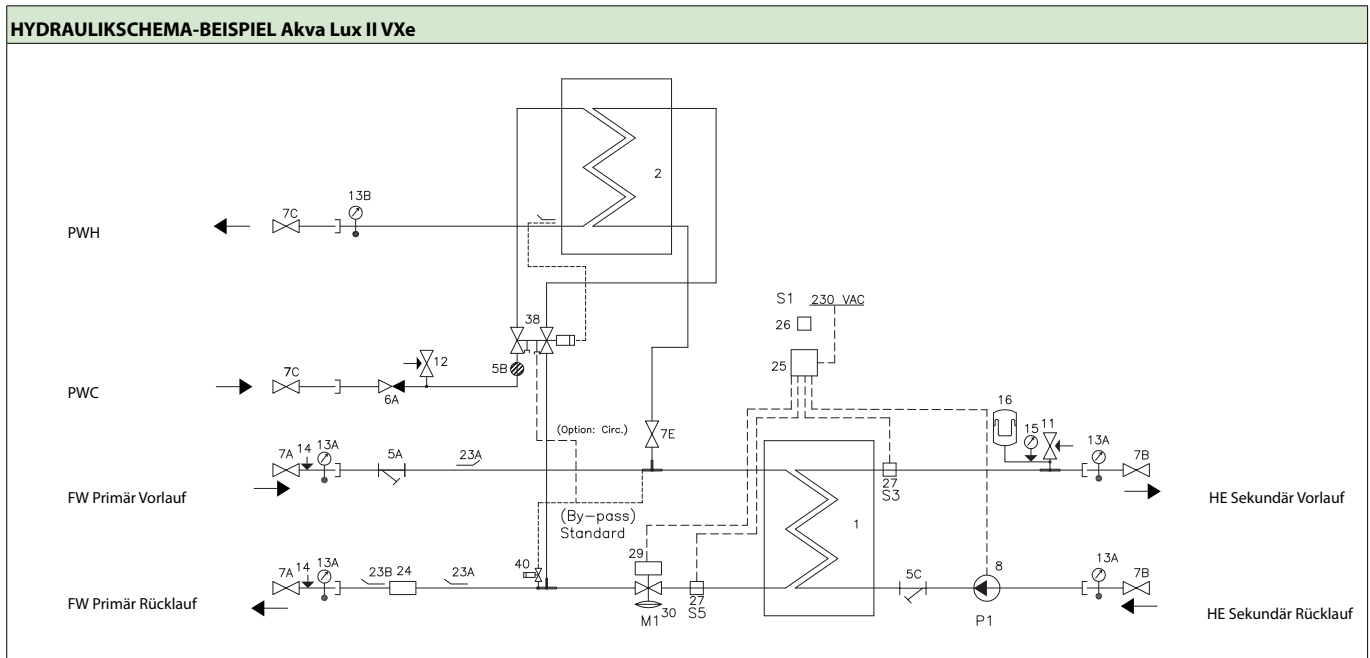 HYDRAULIKSCHEMA-BEISPIEL Akva Lux II VXe
2
13B
7C
PWH
S1 230 VAC
38
26
12
5B
25
7C
16
PWC
6A
(Option: Circ.)
7E
15 11
13A
7A 14 13A
5A
23A
7B
27
S3
FW Primär Vorlauf
HE Sekundär Vorlauf
(By-pass)
Standard
1
29
7A 14 13A
23B 24
23A
40
5C
8
13A
7B
27
30
M1
S5
P1
FW Primär Rücklauf
HE Sekundär Rücklauf